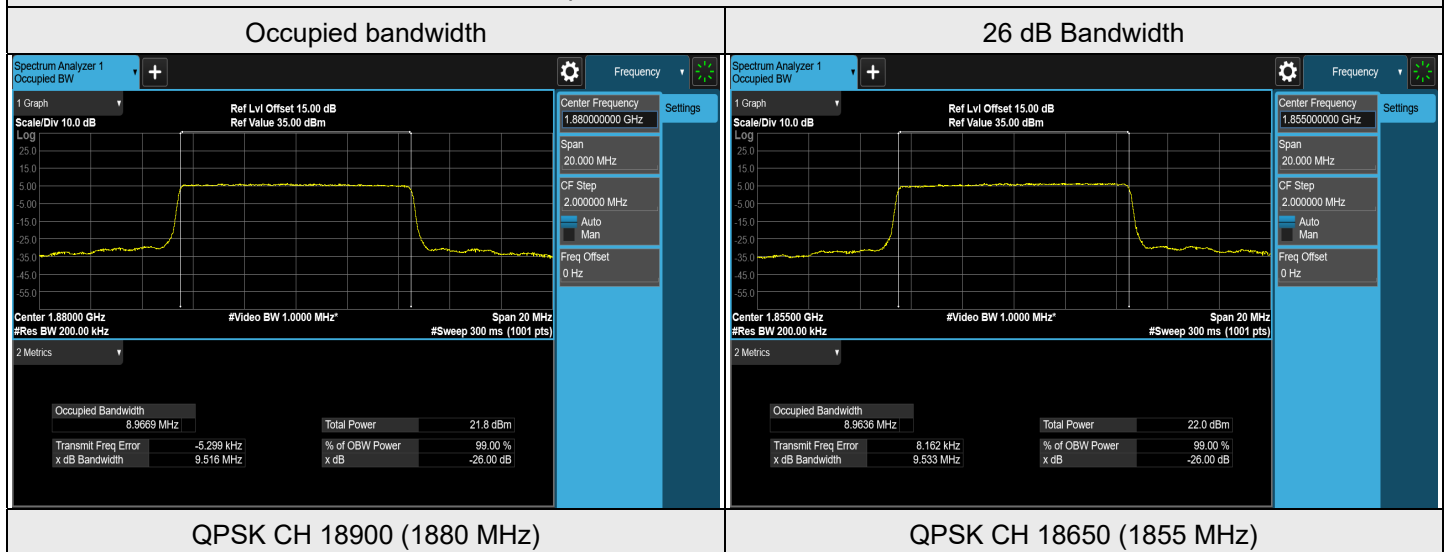 Occupied bandwidth
26 dB Bandwidth
Spectrum Analyzer 1
Occupied BW
+
Frequency
1 Graph
Scale/Div 10.0 dB
Ref Lvl Offset 15.00 dB
Ref Value 35.00 dBm
Log
25.0
15.0
5.00
-5.00
-15.0
-25.0
-35.0
-45.0
-55.0
Center 1.88000 GHz
#Res BW 200.00 kHz
#Video BW 1.0000 MHz*
Span 20 MHz
#Sweep 300 ms (1001 pts)
Center Frequency
1.880000000 GHz
Settings
Span
20.000 MHz
CF Step
2.000000 MHz
Auto
Man
Freq Offset
0 Hz
2 Metrics
Occupied Bandwidth
8.9669 MHz
Total Power 21.8 dBm
Transmit Freq Error -5.299 kHz
% of OBW Power 99.00 %
x dB Bandwidth 9.516 MHz
x dB -26.00 dB
Spectrum Analyzer 1
Occupied BW
+
Frequency
1 Graph
Scale/Div 10.0 dB
Ref Lvl Offset 15.00 dB
Ref Value 35.00 dBm
Log
25.0
15.0
5.00
-5.00
-15.0
-25.0
-35.0
-45.0
-55.0
Center 1.85500 GHz
#Res BW 200.00 kHz
#Video BW 1.0000 MHz*
Span 20 MHz
#Sweep 300 ms (1001 pts)
Center Frequency
1.855000000 GHz
Settings
Span
20.000 MHz
CF Step
2.000000 MHz
Auto
Man
Freq Offset
0 Hz
2 Metrics
Occupied Bandwidth
8.9636 MHz
Total Power 22.0 dBm
Transmit Freq Error 8.162 kHz
% of OBW Power 99.00 %
x dB Bandwidth 9.533 MHz
x dB -26.00 dB
QPSK CH 18900 (1880 MHz)
QPSK CH 18650 (1855 MHz)